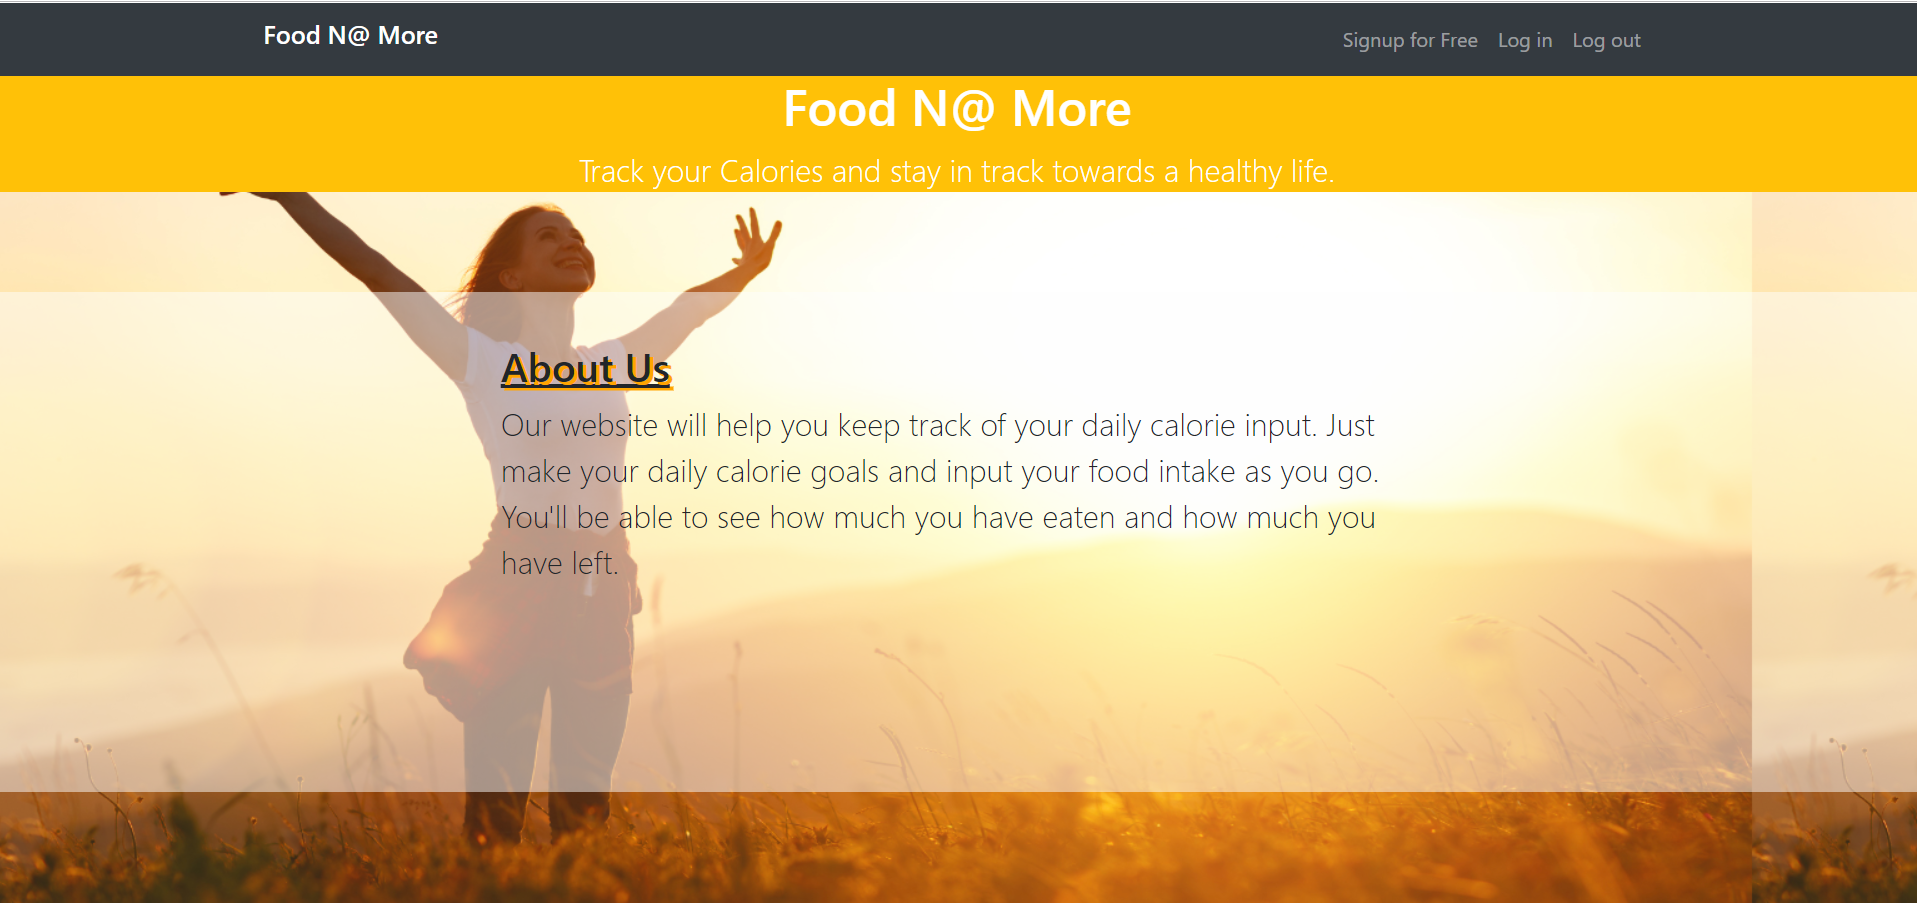 Food N@ More
Signup for Free Log in Log out
Food N@ More
Track your Calories and stay in track towards a healthy life.
About Us
Our website will help you keep track of your daily calorie input. Just
make your daily calorie goals and input your food intake as you go.
You'll be able to see how much you have eaten and how much you
have left.